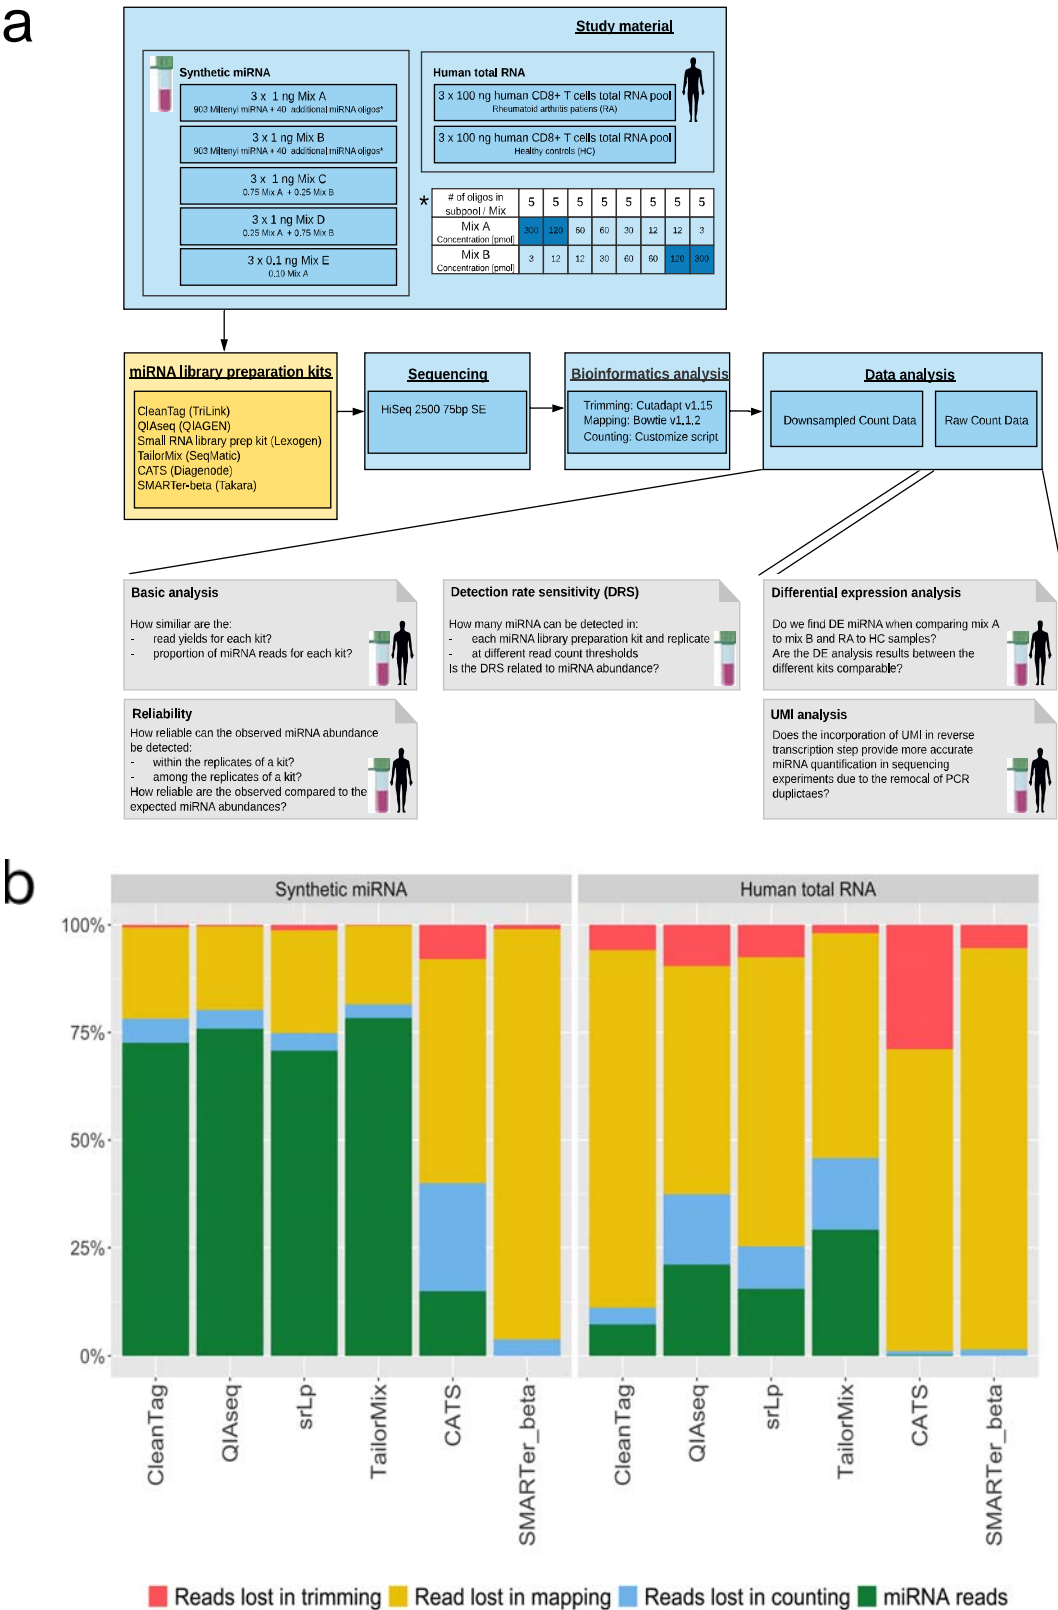 a
Study material
Synthetic miRNA
3 x 1 ng Mix A
903 Miltenyi miRNA + 40 additional miRNA oligos*
3 x 1 ng Mix B
903 Miltenyi miRNA + 40 additional miRNA oligos*
3 x 1 ng Mix C
0.75 Mix A + 0.25 Mix B
3 x 1 ng Mix D
0.25 Mix A + 0.75 Mix B
3 x 0.1 ng Mix E
0.10 Mix A
Human total RNA
3 x 100 ng human CD8+ T cells total RNA pool
Rheumatoid arthritis patiens (RA)
3 x 100 ng human CD8+ T cells total RNA pool
Healthy controls (HC)
*
# of oligos in subpool / Mix 5 5 5 5 5 5 5 5
Mix A Concentration [pmol] 300 120 60 60 30 12 12 3
Mix B Concentration [pmol] 3 12 12 30 60 60 120 300
miRNA library preparation kits
CleanTag (TriLink)
QIAseq (QIAGEN)
Small RNA library prep kit (Lexogen)
TailorMix (SeqMatic)
CATS (Diagenode)
SMARTer-beta (Takara)
Sequencing
HiSeq 2500 75bp SE
Bioinformatics analysis
Trimming: Cutadapt v1.15
Mapping: Bowtie v1.1.2
Counting: Customize script
Data analysis
Downsampled Count Data
Raw Count Data
Basic analysis
How similiar are the:
- read yields for each kit?
- proportion of miRNA reads for each kit?
Detection rate sensitivity (DRS)
How many miRNA can be detected in:
- each miRNA library preparation kit and replicate
- at different read count thresholds
Is the DRS related to miRNA abundance?
Differential expression analysis
Do we find DE miRNA when comparing mix A
to mix B and RA to HC samples?
Are the DE analysis results between the
different kits comparable?
Reliability
How reliable can the observed miRNA abundance
be detected:
- within the replicates of a kit?
- among the replicates of a kit?
How reliable are the observed compared to the
expected miRNA abundances?
UMI analysis
Does the incorporation of UMI in reverse
transcription step provide more accurate
miRNA quantification in sequencing
experiments due to the remocal of PCR
duplictaes?
b
Synthetic miRNA
Human total RNA
100%
75%
50%
25%
0%
CleanTag
QIAseq
srLp
TailorMix
CATS
SMARTer_beta
CleanTag
QIAseq
srLp
TailorMix
CATS
SMARTer_beta
Reads lost in trimming
Read lost in mapping
Reads lost in counting
miRNA reads